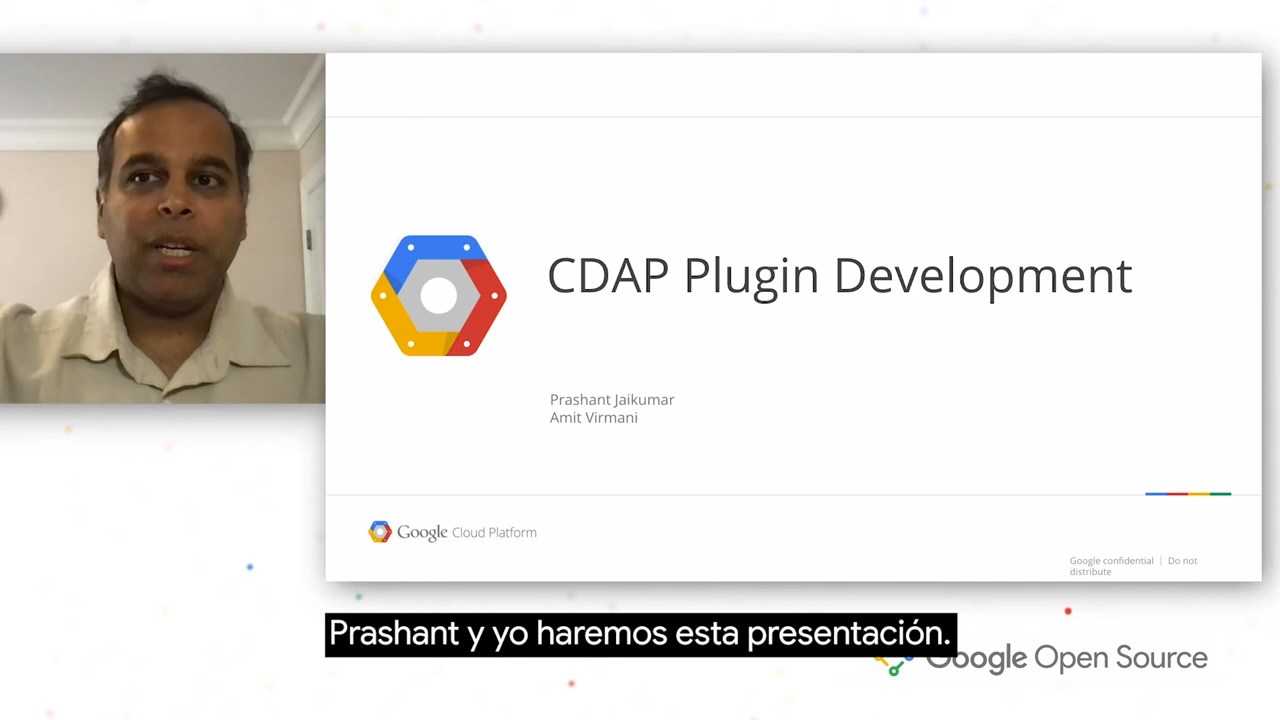 CDAP Plugin Development
Prashant Jaikumar
Amit Virmani
Google Cloud Platform
Google confidential | Do not
distribute
Prashant y yo haremos esta presentación.
Google Open Source